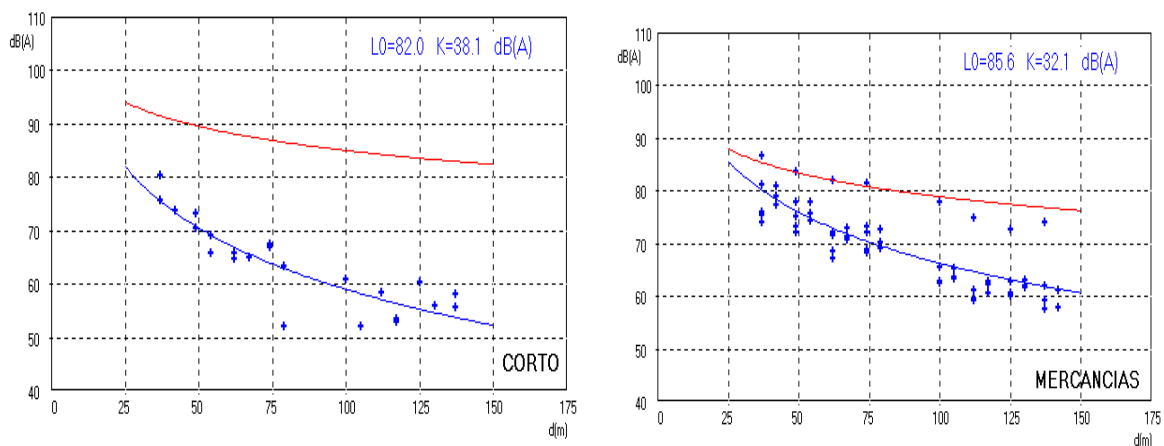 110
dB(A)
100
90
80
70
60
50
40
L0=82.0 K=38.1 dB(A)
CORTO
0 25 50 75 100 125 150 175
d(m)
110
dB(A)
100
90
80
70
60
50
40
L0=85.6 K=32.1 dB(A)
MERCANCIAS
0 25 50 75 100 125 150 175
d(m)